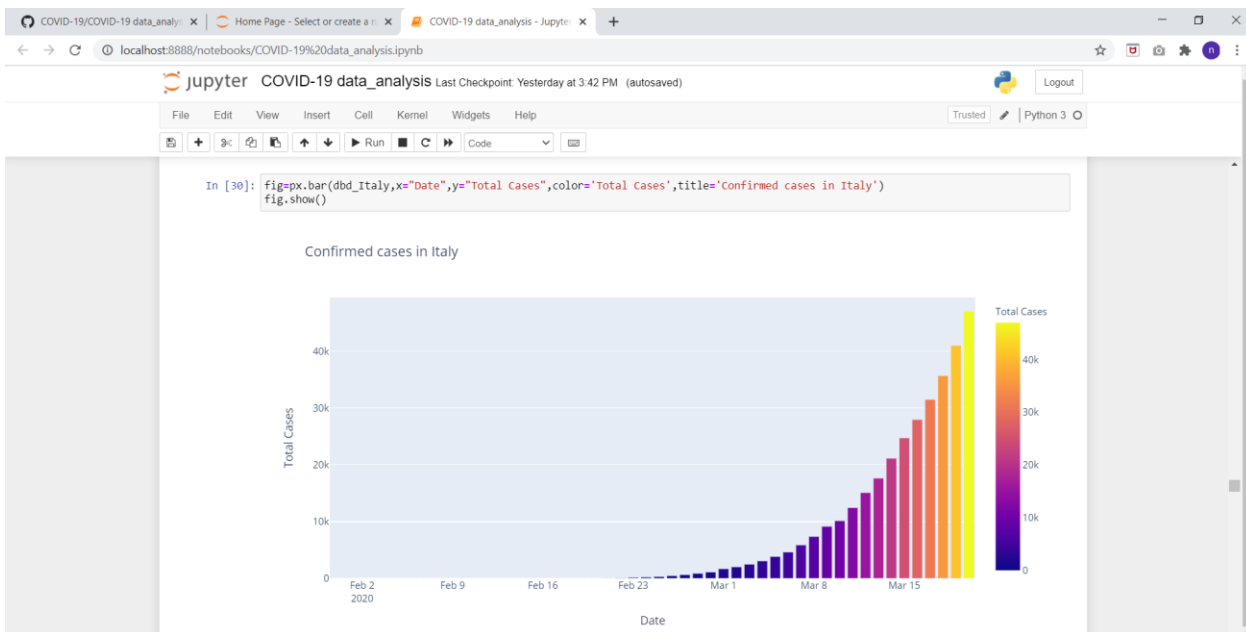 COVID-19/COVID-19 data_analys
Home Page - Select or create a n
COVID-19 data_analysis - Jupyter
localhost:8888/notebooks/COVID-19%20data_analysis.ipynb
n
jupyter COVID-19 data_analysis Last Checkpoint: Yesterday at 3:42 PM (autosaved)
Logout
File Edit View Insert Cell Kernel Widgets Help
Trusted
Python 3
Run
Code
In [30]: fig=px.bar(dbd_Italy,x="Date",y="Total Cases",color='Total Cases',title='Confirmed cases in Italy')
fig.show()
Confirmed cases in Italy
Total Cases
40k
30k
20k
10k
0
Total Cases
Feb 2
2020
Feb 9
Feb 16
Feb 23
Mar 1
Mar 8
Mar 15
Date
40k
30k
20k
10k
0